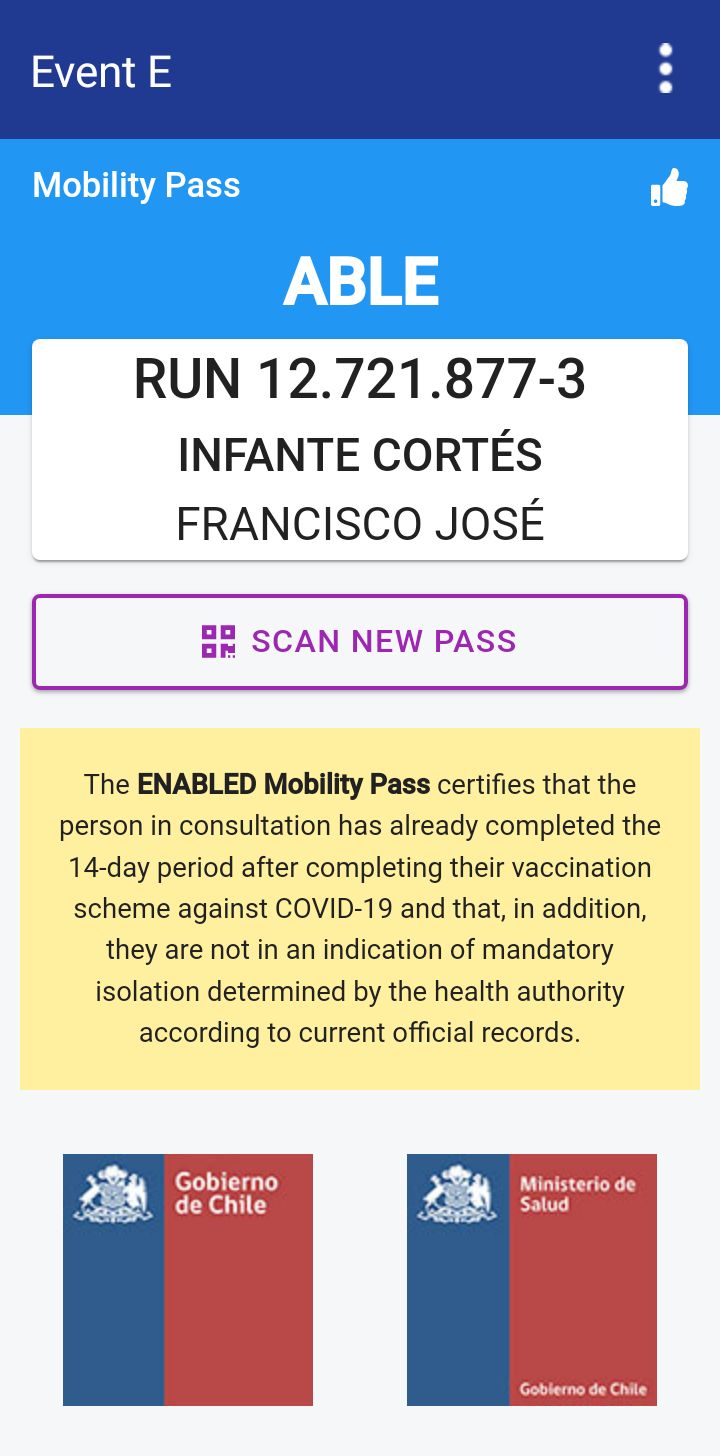 Event E
Mobility Pass
ABLE
RUN 12.721.877-3
INFANTE CORTÉS
FRANCISCO JOSÉ
SCAN NEW PASS
The ENABLED Mobility Pass certifies that the
person in consultation has already completed the
14-day period after completing their vaccination
scheme against COVID-19 and that, in addition,
they are not in an indication of mandatory
isolation determined by the health authority
according to current official records.
Gobierno
de Chile
Ministerio de
Salud
Gobierno de Chile